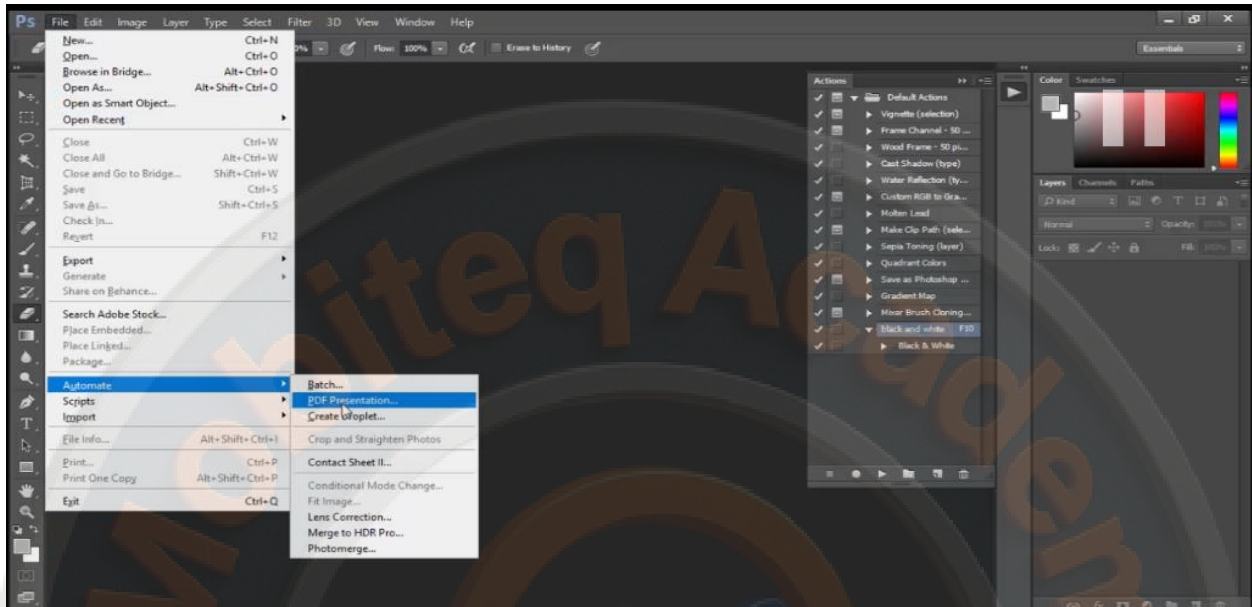 Ps File Edit Image Layer Type Select Filter 3D View Window Help
Flow: 100% Erase to History Essentials
New... Ctrl+N
Open... Ctrl+O
Browse in Bridge... Alt+Ctrl+O
Open As... Alt+Shift+Ctrl+O
Open as Smart Object...
Open Recent
Close Ctrl+W
Close All Alt+Ctrl+W
Close and Go to Bridge... Shift+Ctrl+W
Save Ctrl+S
Save As... Shift+Ctrl+S
Check In...
Revert F12
Export
Generate
Share on Behance...
Search Adobe Stock...
Place Embedded...
Place Linked...
Package...
Automate
Scripts
Import
File Info... Alt+Shift+Ctrl+I
Print... Ctrl+P
Print One Copy Alt+Shift+Ctrl+P
Exit Ctrl+Q
Batch...
PDF Presentation...
Create Droplet...
Crop and Straighten Photos
Contact Sheet II...
Conditional Mode Change...
Fit Image...
Lens Correction...
Merge to HDR Pro...
Photomerge...
Actions
Default Actions
Vignette (selection)
Frame Channel - 50 ...
Wood Frame - 50 pi...
Cast Shadow (type)
Water Reflection (ty...
Custom RGB to Gra...
Molten Lead
Make Clip Path (sele...
Sepia Toning (layer)
Quadrant Colors
Save as Photoshop ...
Gradient Map
Mixer Brush Cloning...
black and white F10
Black & White
Color Swatches
Layers Channels Paths
Kind
Normal Opacity:
Lock: Fill:
Mobiteq Academ